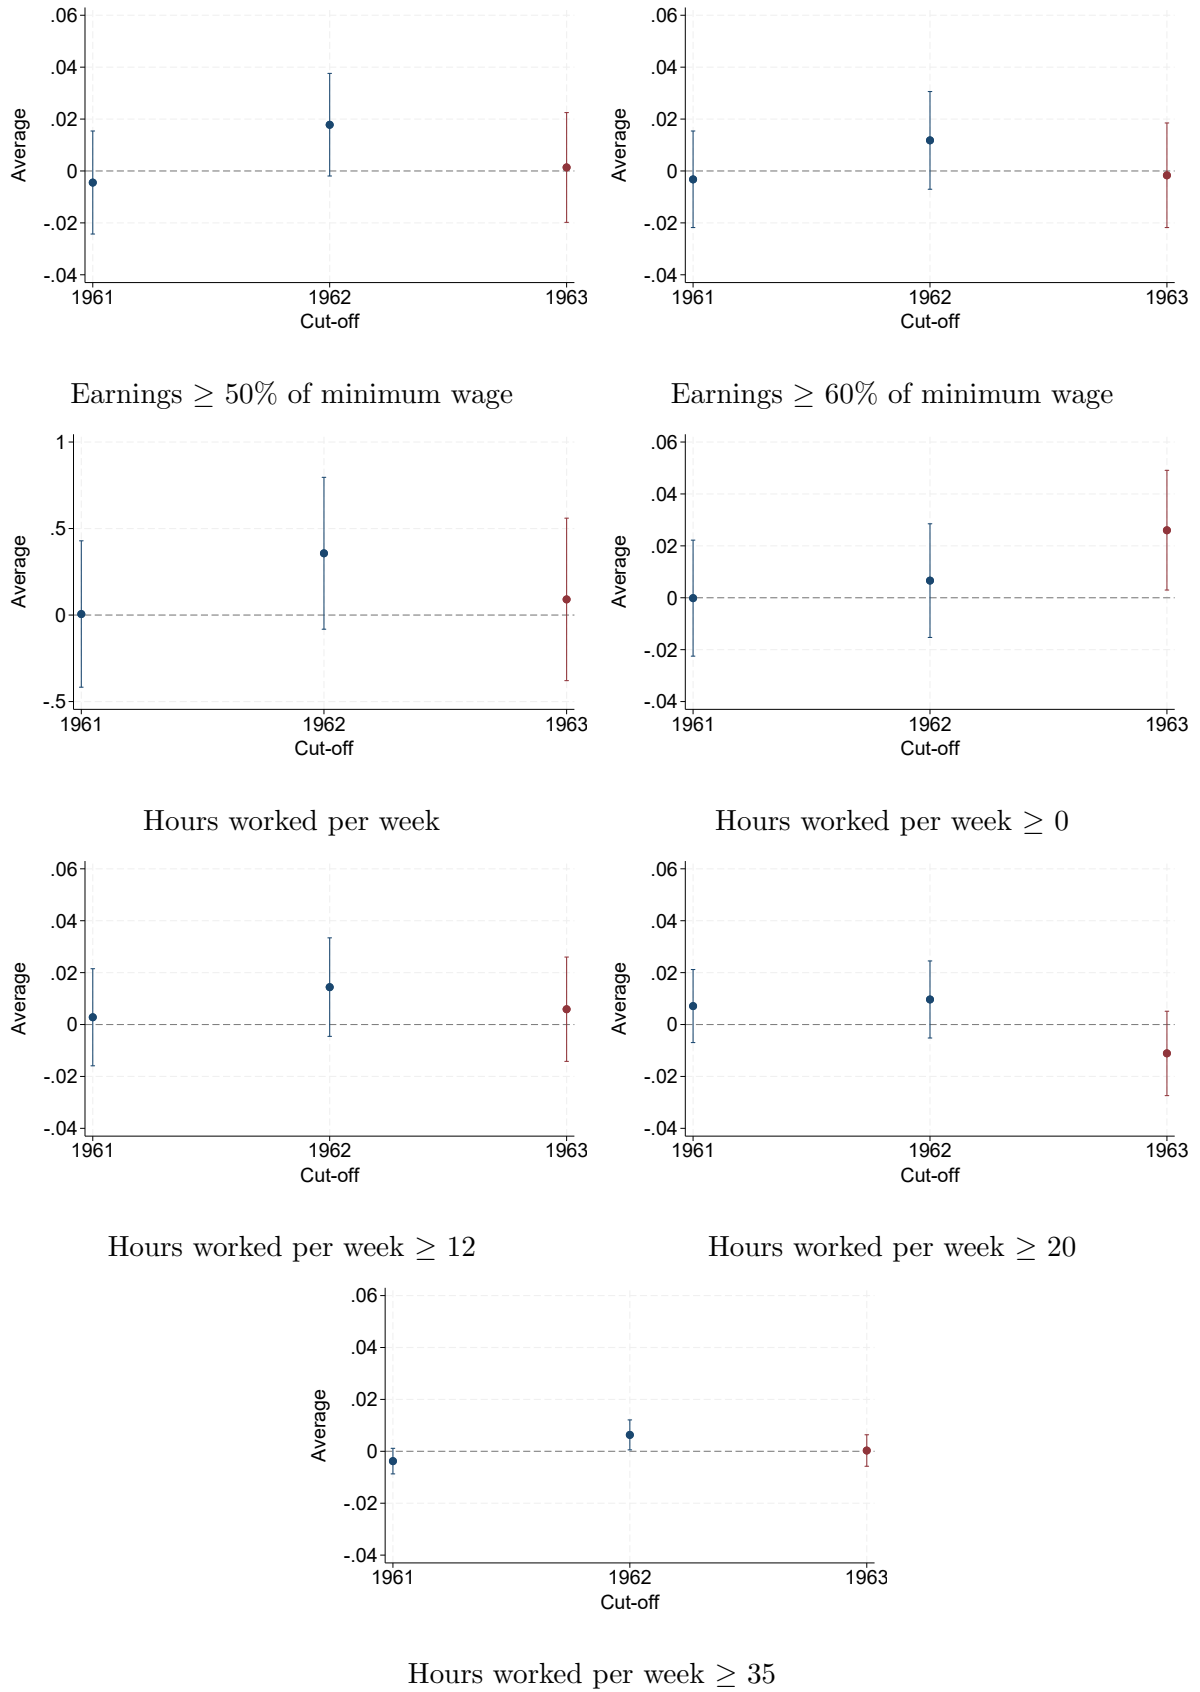 .06
.04
.02
0
-.02
-.04
Average
1961 1962 1963
Cut-off
Earnings ≥ 50% of minimum wage
.06
.04
.02
0
-.02
-.04
Average
1961 1962 1963
Cut-off
Earnings ≥ 60% of minimum wage
1
.5
0
-.5
Average
1961 1962 1963
Cut-off
Hours worked per week
.06
.04
.02
0
-.02
-.04
Average
1961 1962 1963
Cut-off
Hours worked per week ≥ 0
.06
.04
.02
0
-.02
-.04
Average
1961 1962 1963
Cut-off
Hours worked per week ≥ 12
.06
.04
.02
0
-.02
-.04
Average
1961 1962 1963
Cut-off
Hours worked per week ≥ 20
.06
.04
.02
0
-.02
-.04
Average
1961 1962 1963
Cut-off
Hours worked per week ≥ 35